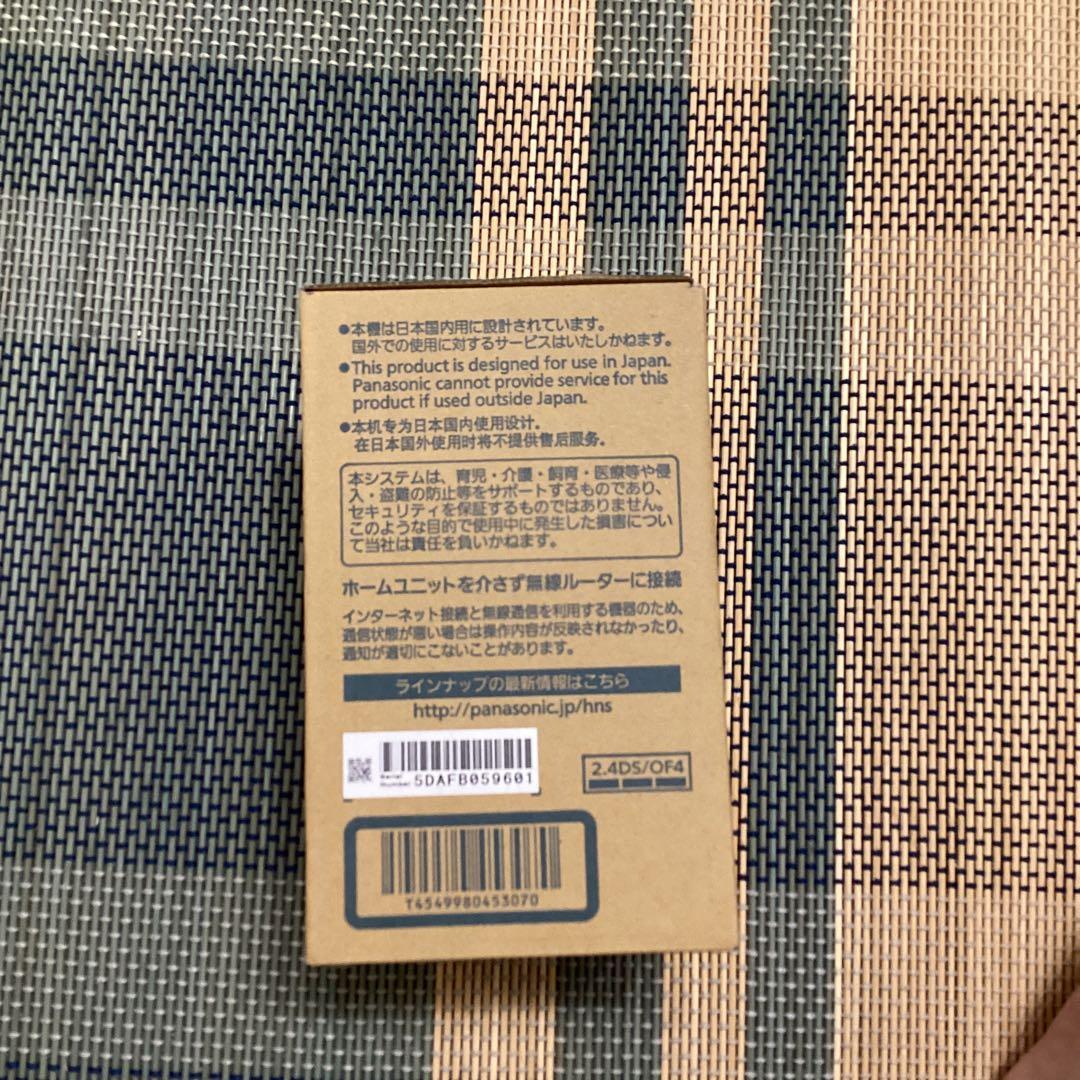 ●本機は日本国内用に設計されています。
国外での使用に対するサービスはいたしかねます。
●This product is designed for use in Japan.
Panasonic cannot provide service for this
product if used outside Japan.
●本机专为日本国内使用设计。
在日本国外使用时将不提供售后服务。
本システムは、育児・介護・飼育・医療等や侵
入・盗難の防止等をサポートするものであり、
セキュリティを保証するものではありません。
このような目的で使用中に発生した損害につい
て当社は責任を負いかねます。
ホームユニットを介さず無線ルーターに接続
インターネット接続と無線通信を利用する機器のため、
通信状態が悪い場合は操作内容が反映されなかったり、
通知が適切にこないことがあります。
ラインナップの最新情報はこちら
http://panasonic.jp/hns
Serial
Number 5DAFB059601
2.4DS/OF4
T4549980453070